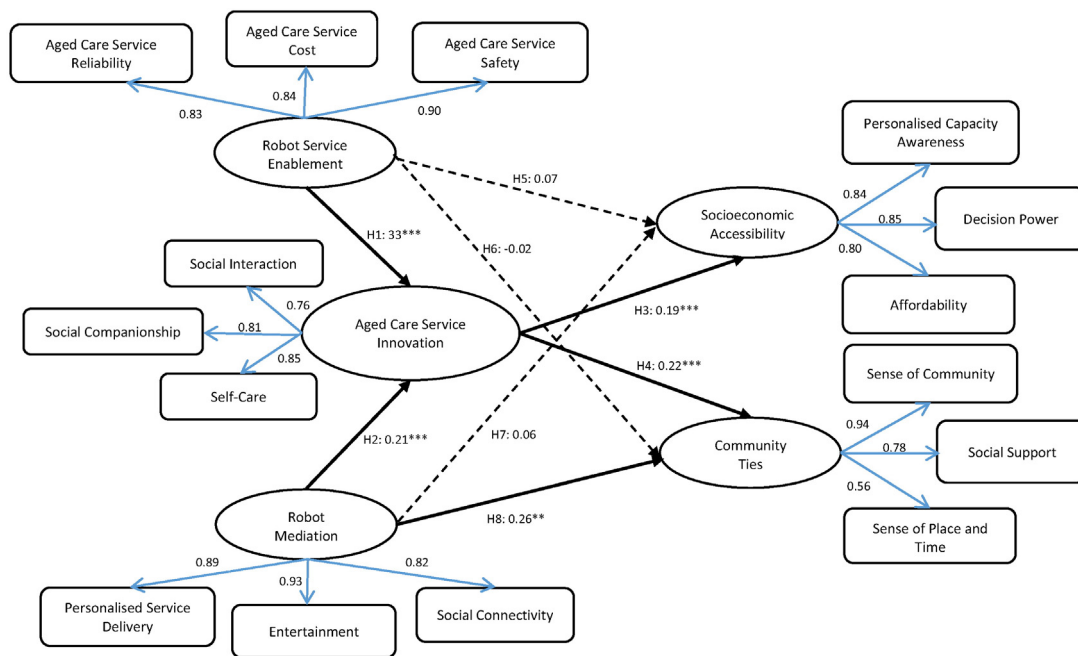 Aged Care Service
Reliability
Aged Care Service
Cost
Aged Care Service
Safety
0.83
0.84
0.90
Robot Service
Enablement
Personalised Capacity
Awareness
H5: 0.07
0.84
Socioeconomic
Accessibility
0.85
Decision Power
H1: 33***
H6: -0.02
0.80
Social Interaction
Affordability
0.76
H3: 0.19***
Social Companionship
0.81
Aged Care Service
Innovation
0.85
H4: 0.22***
Sense of Community
Self-Care
H2: 0.21***
H7: 0.06
0.94
Community
Ties
0.78
Social Support
0.56
Robot
Mediation
H8: 0.26**
Sense of Place and
Time
0.89
0.93
0.82
Personalised Service
Delivery
Entertainment
Social Connectivity